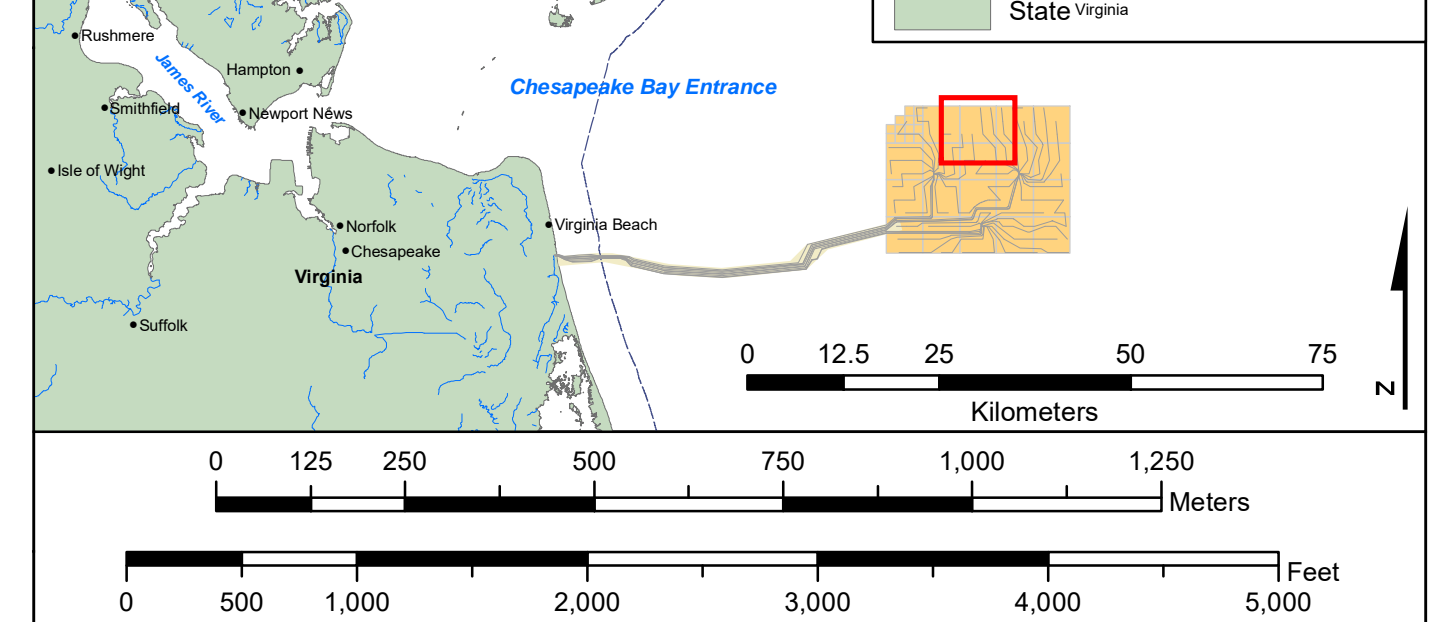 State Virginia
Rushmere
James River
Hampton
Chesapeake Bay Entrance
Smithfield
Newport News
Isle of Wight
Norfolk
Virginia Beach
Chesapeake
Virginia
Suffolk
0 12.5 25 50 75
Kilometers
N
0 125 250 500 750 1,000 1,250
Meters
Feet
0 500 1,000 2,000 3,000 4,000 5,000